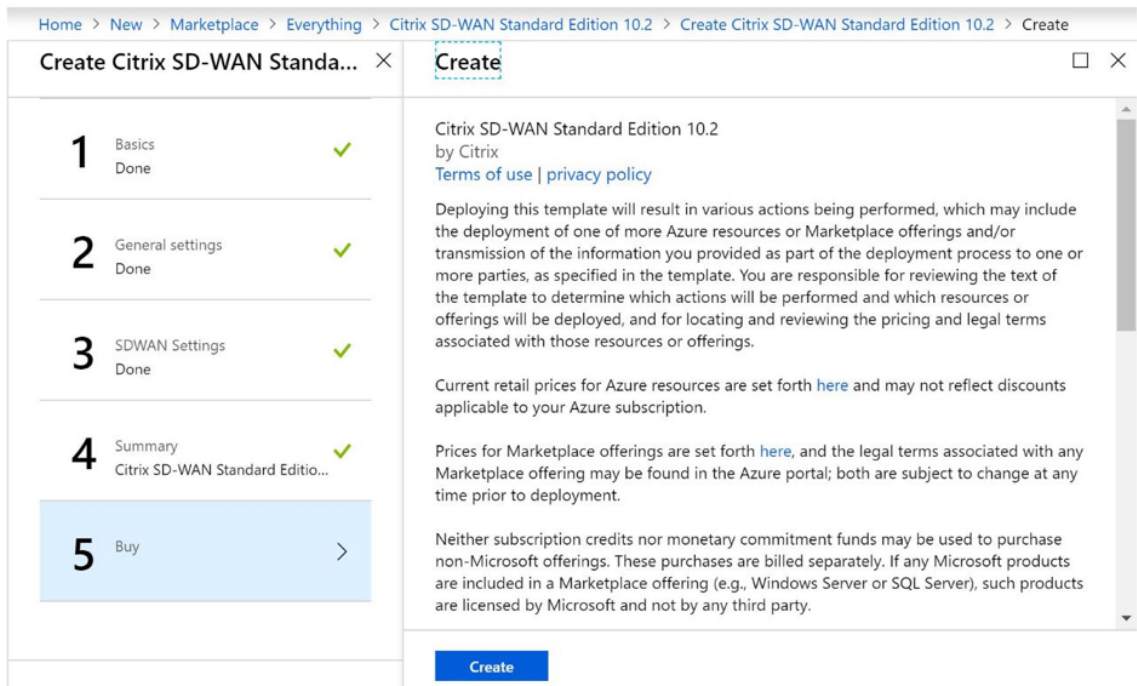 Home > New > Marketplace > Everything > Citrix SD-WAN Standard Edition 10.2 > Create Citrix SD-WAN Standard Edition 10.2 > Create
Create Citrix SD-WAN Standa...
1
Basics
Done
2
General settings
Done
3
SDWAN Settings
Done
4
Summary
Citrix SD-WAN Standard Editio...
5
Buy
Create
Citrix SD-WAN Standard Edition 10.2
by Citrix
Terms of use | privacy policy
Deploying this template will result in various actions being performed, which may include
the deployment of one of more Azure resources or Marketplace offerings and/or
transmission of the information you provided as part of the deployment process to one or
more parties, as specified in the template. You are responsible for reviewing the text of
the template to determine which actions will be performed and which resources or
offerings will be deployed, and for locating and reviewing the pricing and legal terms
associated with those resources or offerings.
Current retail prices for Azure resources are set forth here and may not reflect discounts
applicable to your Azure subscription.
Prices for Marketplace offerings are set forth here, and the legal terms associated with any
Marketplace offering may be found in the Azure portal; both are subject to change at any
time prior to deployment.
Neither subscription credits nor monetary commitment funds may be used to purchase
non-Microsoft offerings. These purchases are billed separately. If any Microsoft products
are included in a Marketplace offering (e.g., Windows Server or SQL Server), such products
are licensed by Microsoft and not by any third party.
Create